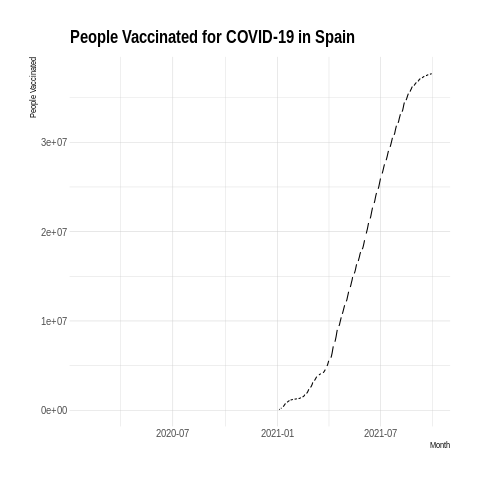 People Vaccinated for COVID-19 in Spain
People Vaccinated
3e+07
2e+07
1e+07
0e+00
2020-07
2021-01
2021-07
Month